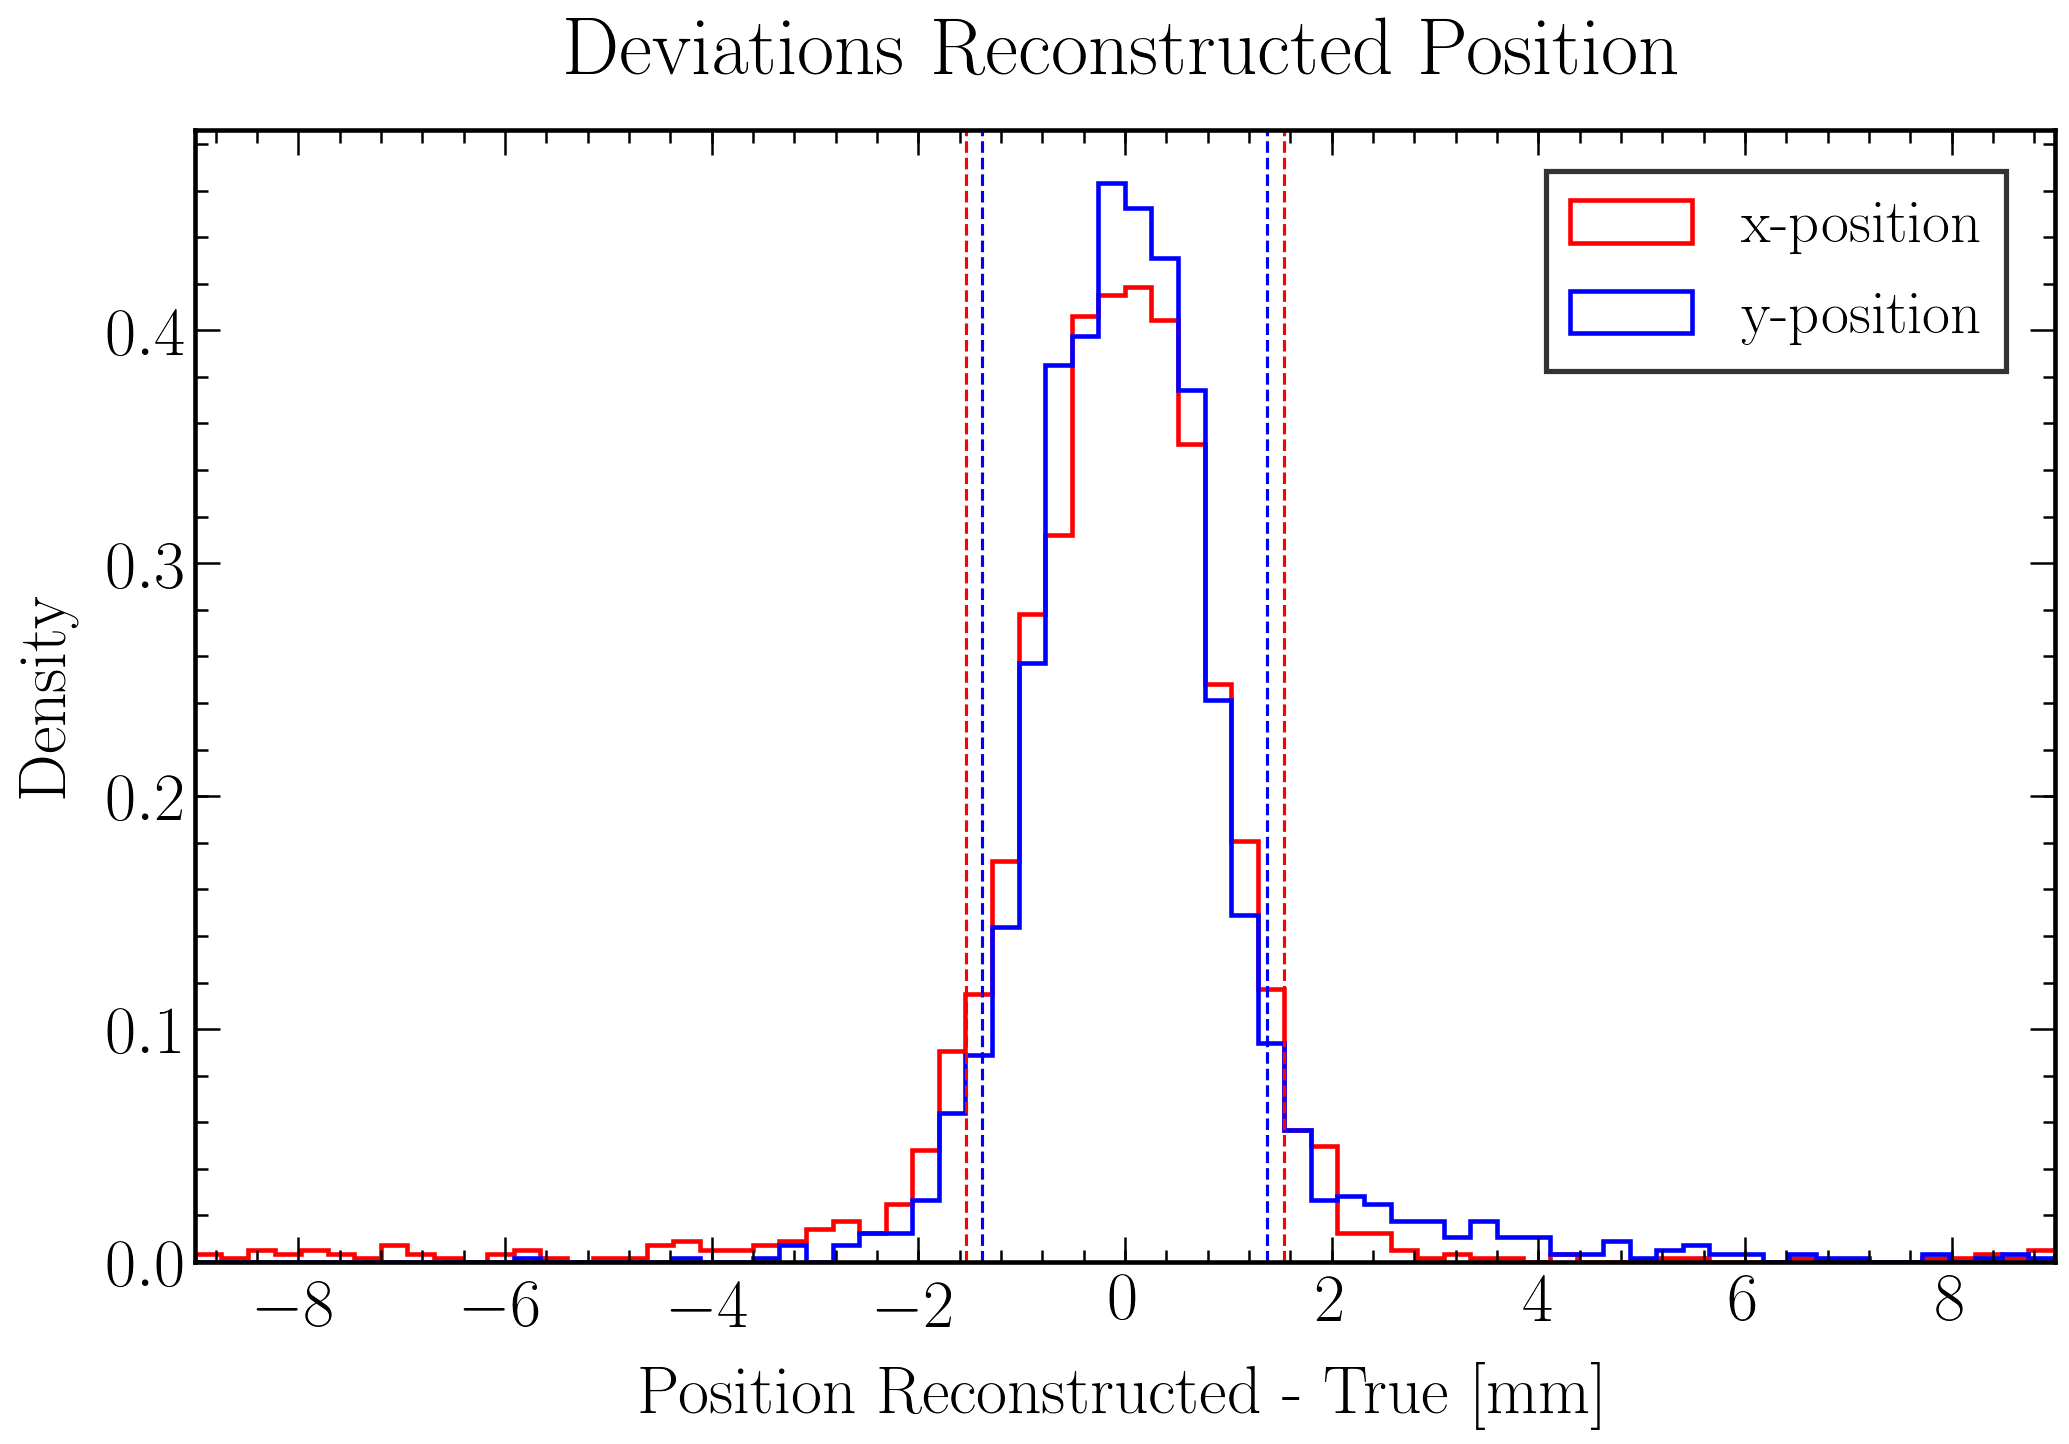 Deviations Reconstructed Position
x-position
y-position
Density
0.4
0.3
0.2
0.1
0.0
−8 −6 −4 −2 0 2 4 6 8
Position Reconstructed - True [mm]